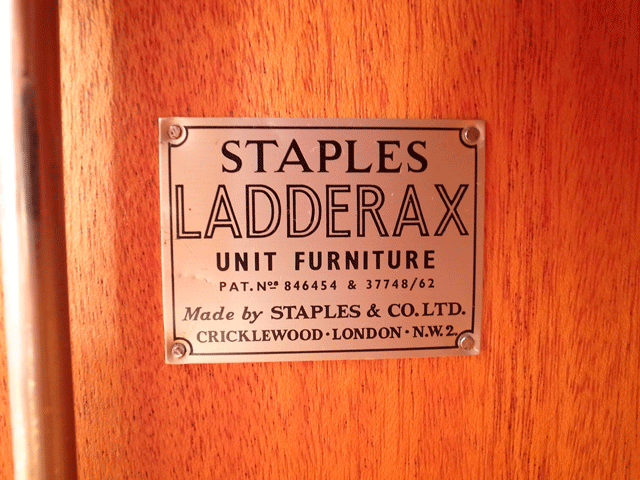 STAPLES
LADDERAX
UNIT FURNITURE
PAT. Nos 846454 & 37748/62
Made by STAPLES & CO. LTD.
CRICKLEWOOD · LONDON · N.W.2.